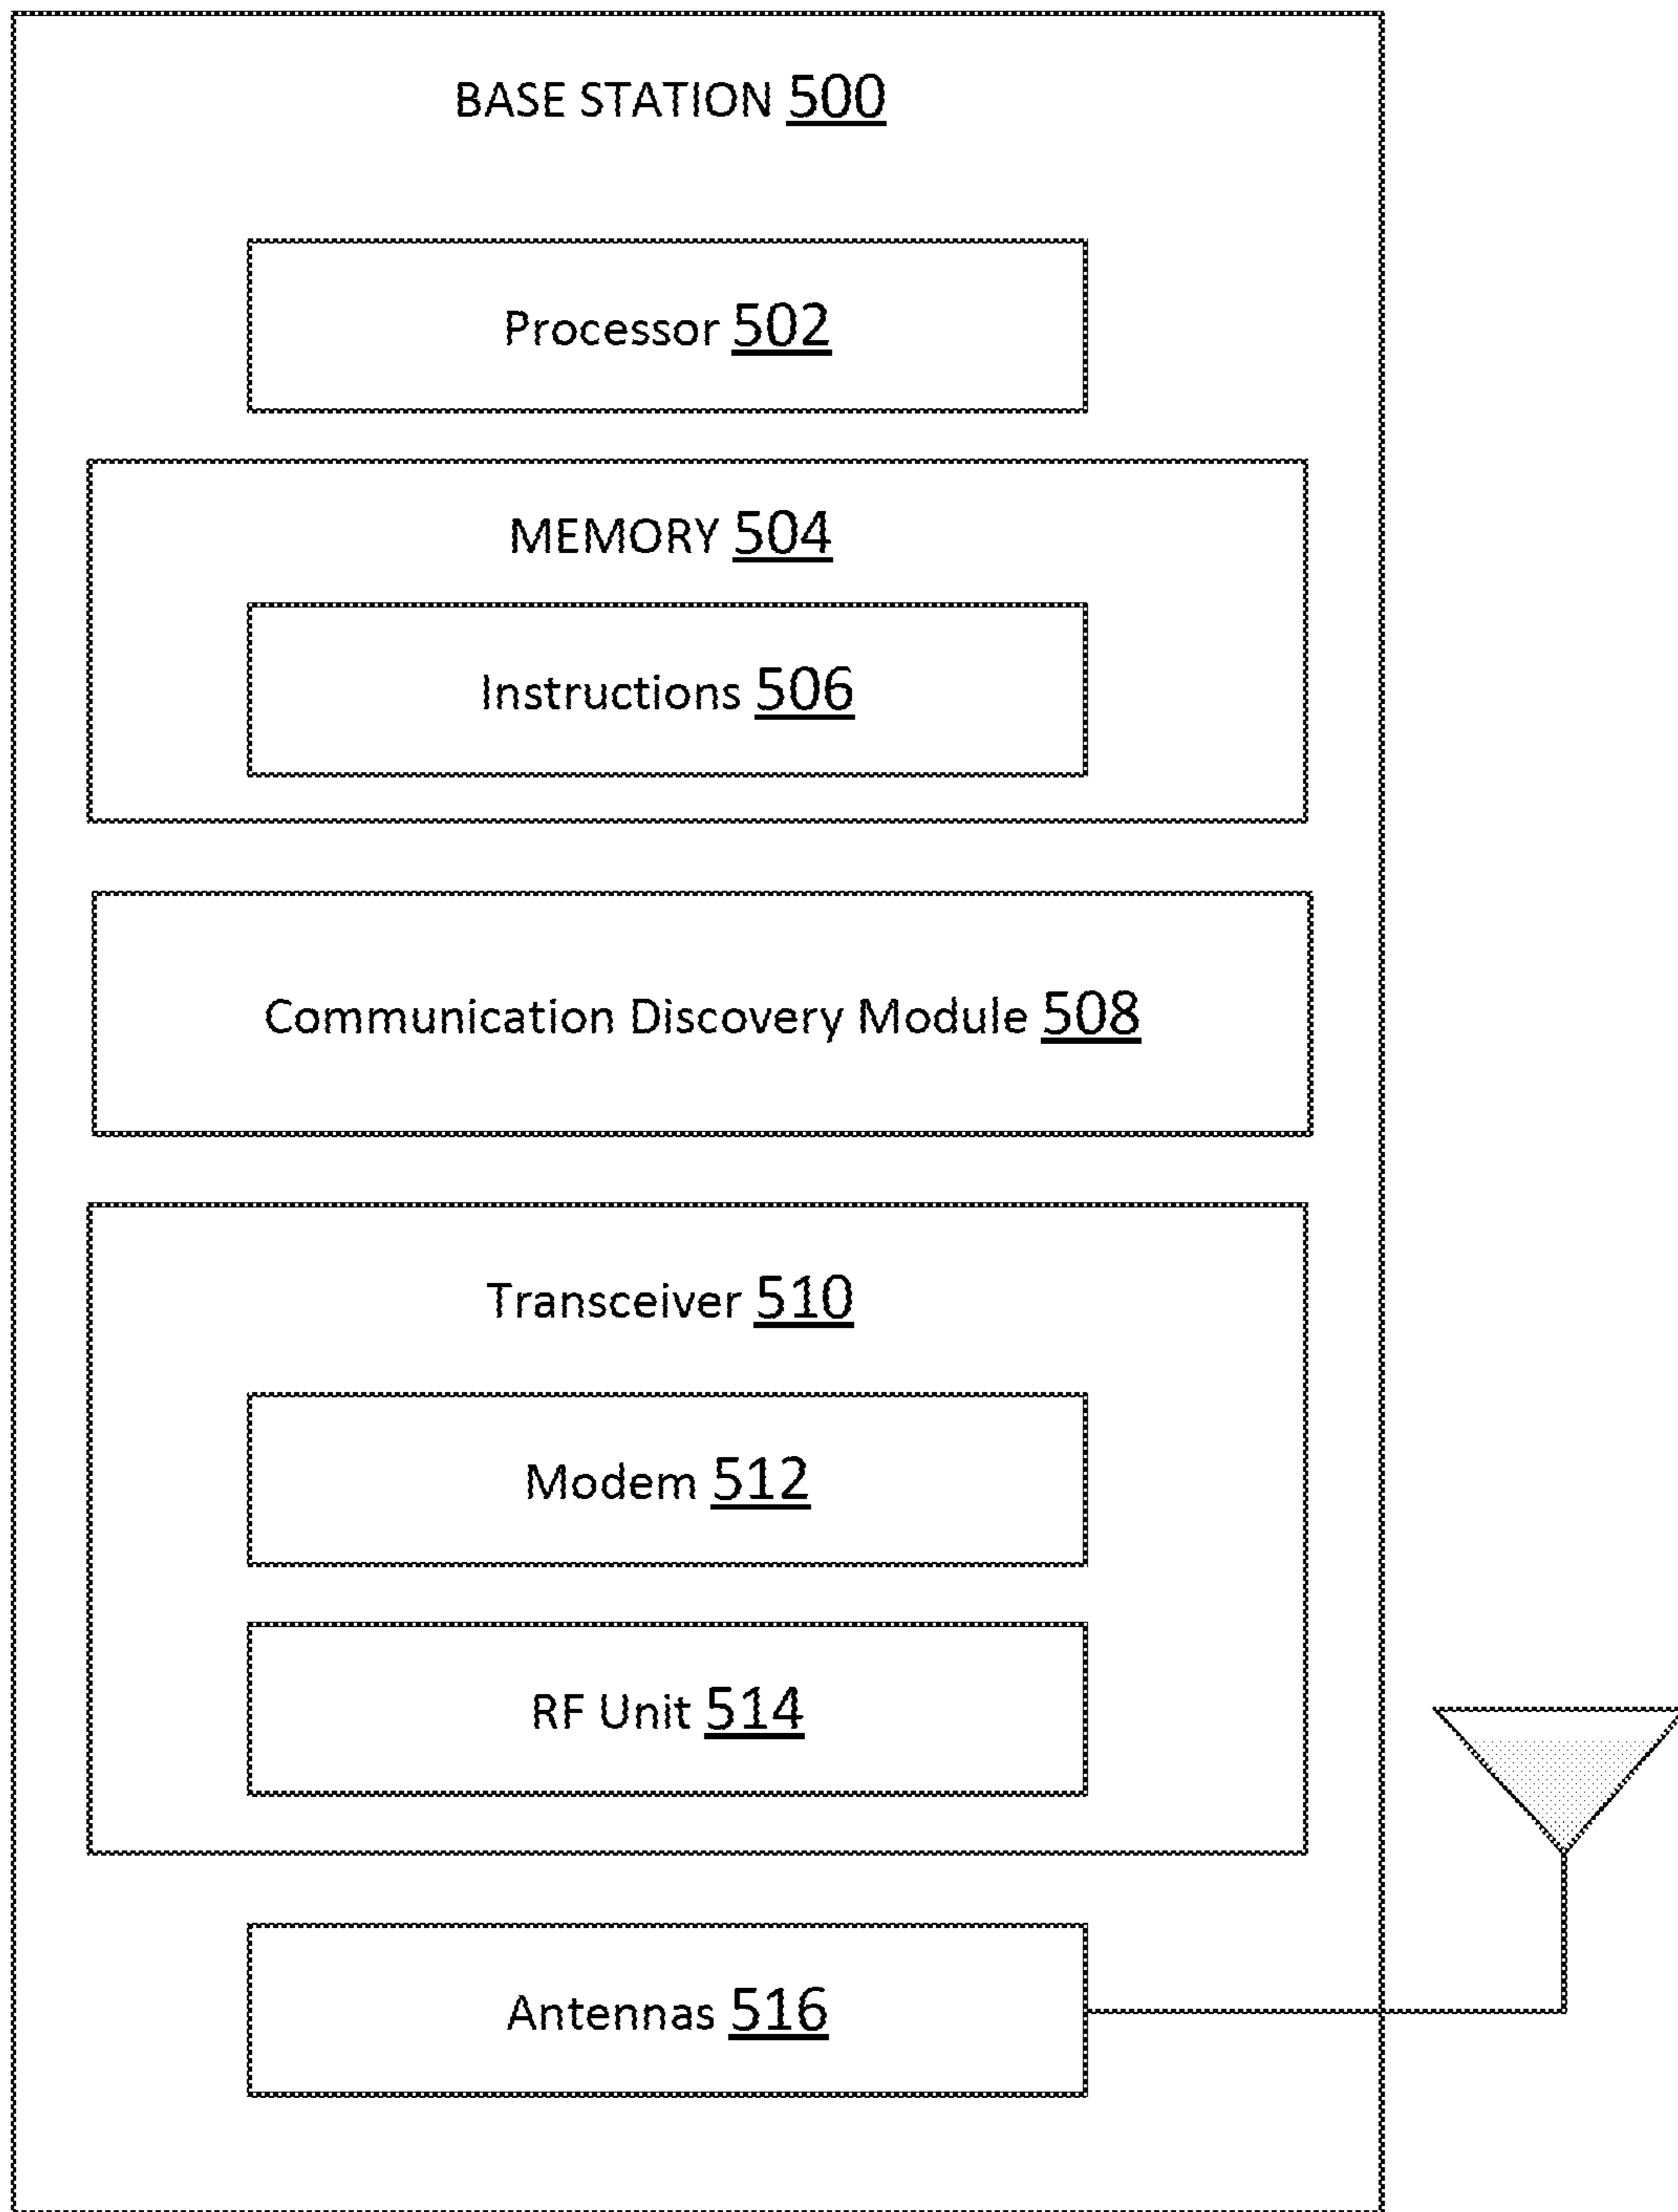 BASE STATION 500
Processor 502
MEMORY 504
Instructions 506
Communication Discovery Module 508
Transceiver 510
Modem 512
RF Unit 514
Antennas 516